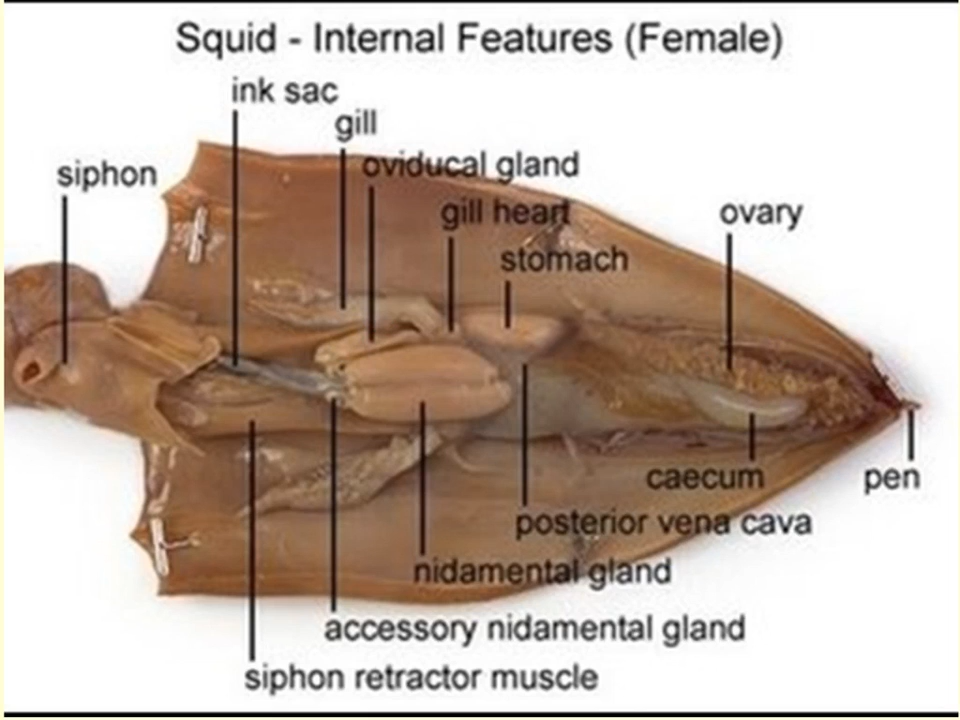 Squid - Internal Features (Female)
ink sac
gill
siphon
oviducal gland
gill heart
ovary
stomach
caecum
pen
posterior vena cava
nidamental gland
accessory nidamental gland
siphon retractor muscle